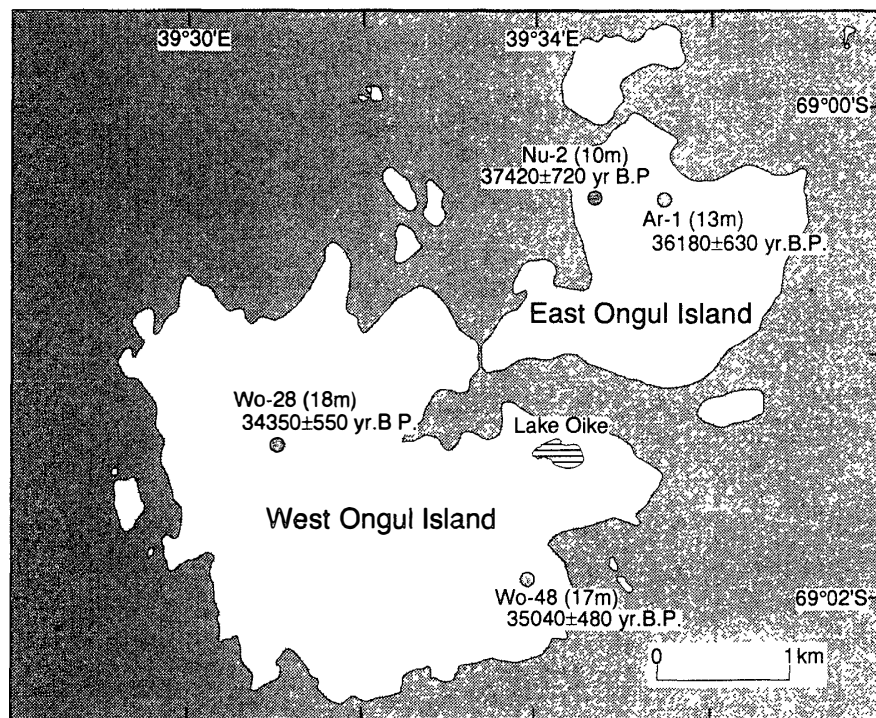 39°30'E
39°34'E
69°00'S
Nu-2 (10m)
37420±720 yr B.P
Ar-1 (13m)
36180±630 yr.B.P.
East Ongul Island
Wo-28 (18m)
34350±550 yr.B P.
Lake Oike
West Ongul Island
Wo-48 (17m)
35040±480 yr.B.P.
69°02'S
0
1km